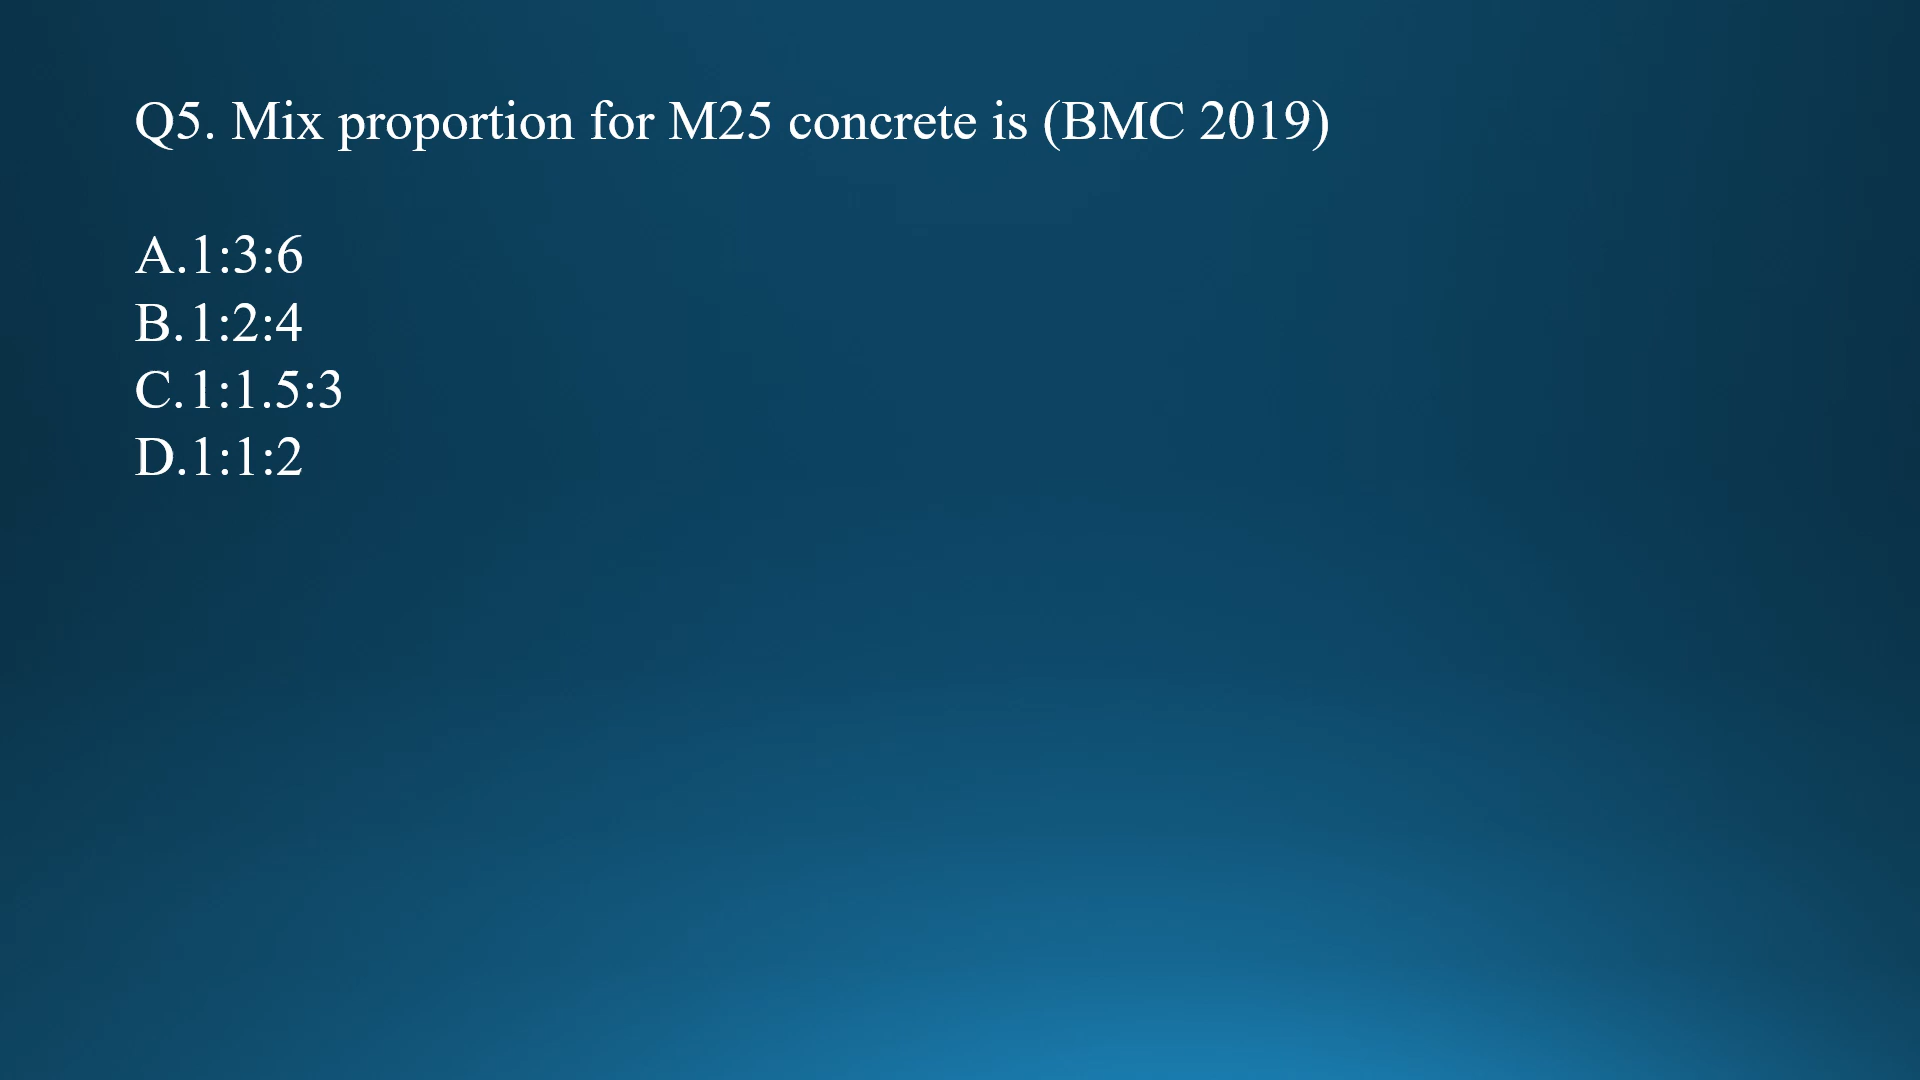 Q5. Mix proportion for M25 concrete is (BMC 2019)
A.1:3:6
B.1:2:4
C.1:1.5:3
D.1:1:2